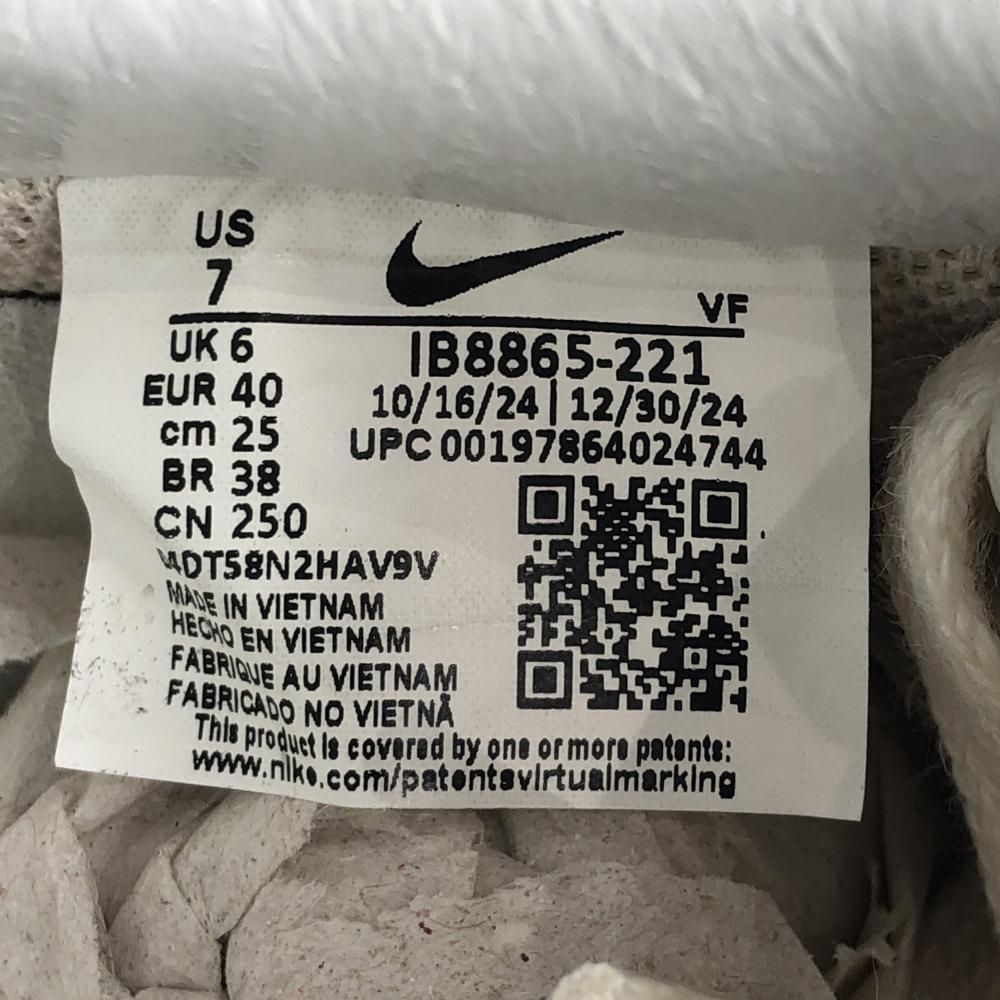 US
7
VF
UK 6
EUR 40
cm 25
BR 38
CN 250
IB8865-221
10/16/24 | 12/30/24
UPC 00197864024744
MADE IN VIETNAM
HECHO EN VIETNAM
FABRIQUE AU VIETNAM
FABRICADO NO VIETNÃ
This product is covered by one or more patents:
www.nike.com/patentsvirtualmarking